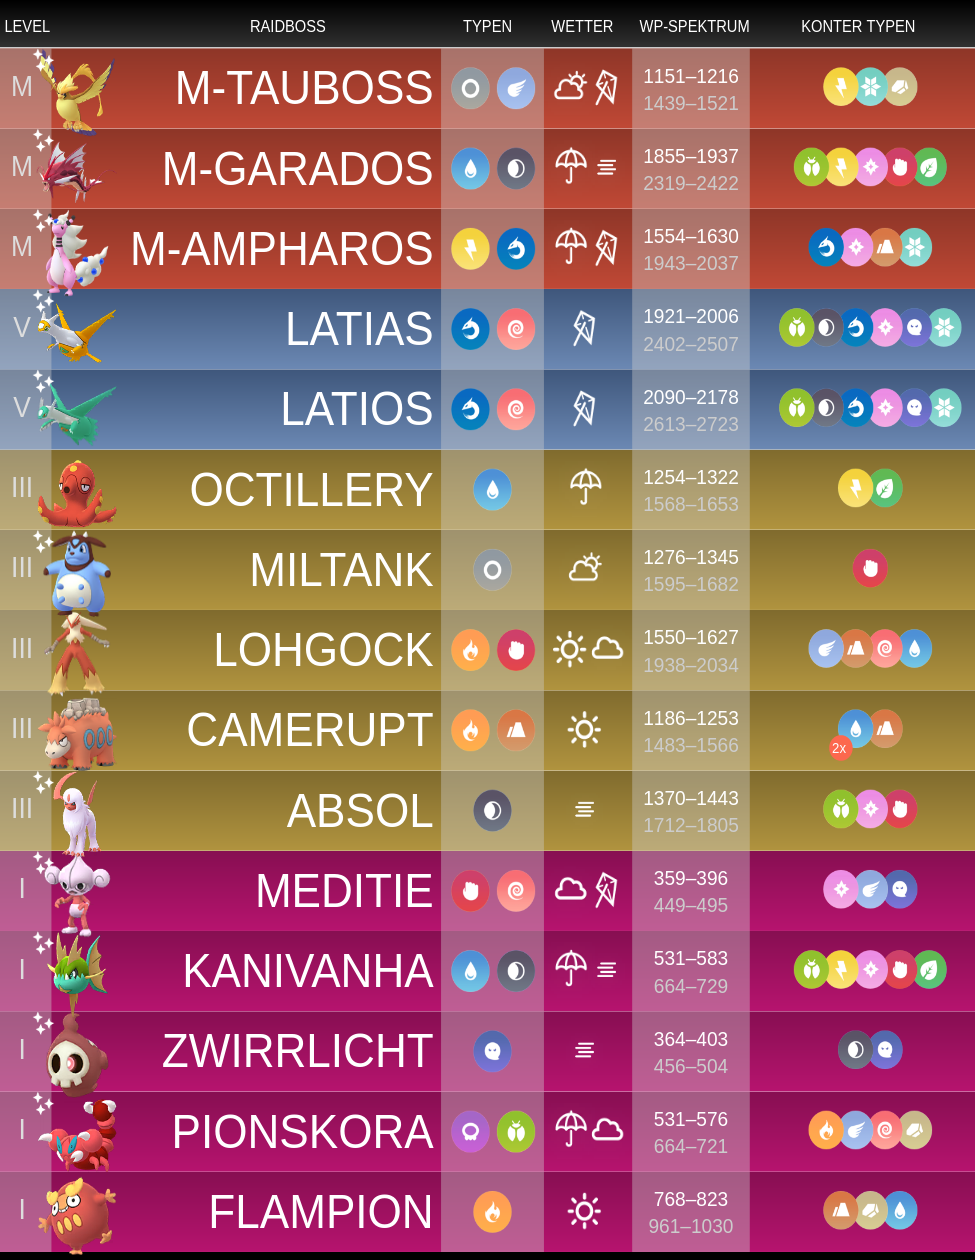 LEVEL RAIDBOSS TYPEN WETTER WP-SPEKTRUM KONTER TYPEN
M M-TAUBOSS 1151–1216
1439–1521
M M-GARADOS 1855–1937
2319–2422
M M-AMPHAROS 1554–1630
1943–2037
V LATIAS 1921–2006
2402–2507
V LATIOS 2090–2178
2613–2723
III OCTILLERY 1254–1322
1568–1653
III MILTANK 1276–1345
1595–1682
III LOHGOCK 1550–1627
1938–2034
III CAMERUPT 1186–1253
1483–1566 2x
III ABSOL 1370–1443
1712–1805
I MEDITIE 359–396
449–495
I KANIVANHA 531–583
664–729
I ZWIRRLICHT 364–403
456–504
I PIONSKORA 531–576
664–721
I FLAMPION 768–823
961–1030